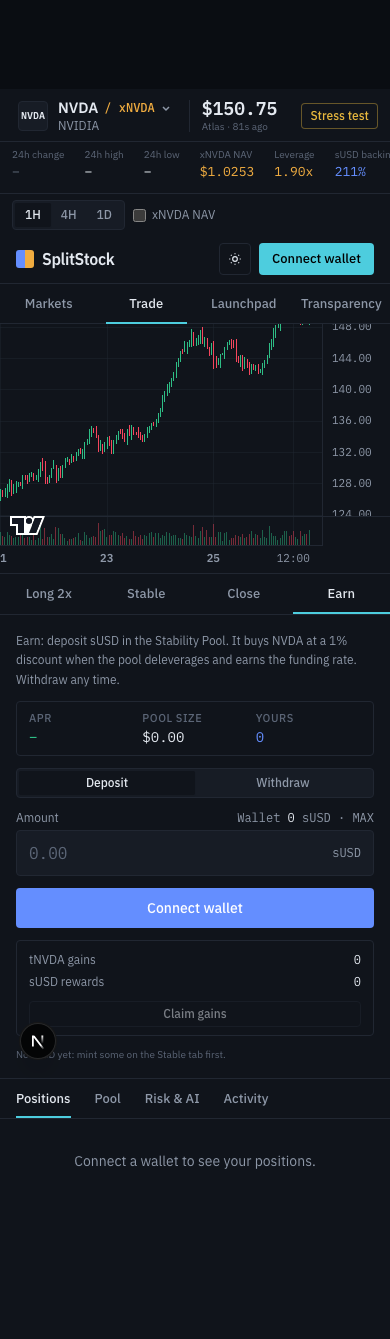 NVDA
NVDA / xNVDA
NVIDIA
$150.75
Atlas · 81s ago
Stress test
24h change
24h high
24h low
xNVDA NAV
Leverage
sUSD backin
—
—
—
$1.0253
1.90x
211%
1H
4H
1D
xNVDA NAV
SplitStock
Connect wallet
Markets
Trade
Launchpad
Transparency
148.00
144.00
140.00
136.00
132.00
128.00
124.00
1
23
25
12:00
Long 2x
Stable
Close
Earn
Earn: deposit sUSD in the Stability Pool. It buys NVDA at a 1%
discount when the pool deleverages and earns the funding rate.
Withdraw any time.
APR
POOL SIZE
YOURS
—
$0.00
0
Deposit
Withdraw
Amount
Wallet 0 sUSD · MAX
0.00
sUSD
Connect wallet
tNVDA gains
0
sUSD rewards
0
Claim gains
N
yet: mint some on the Stable tab first.
Positions
Pool
Risk & AI
Activity
Connect a wallet to see your positions.